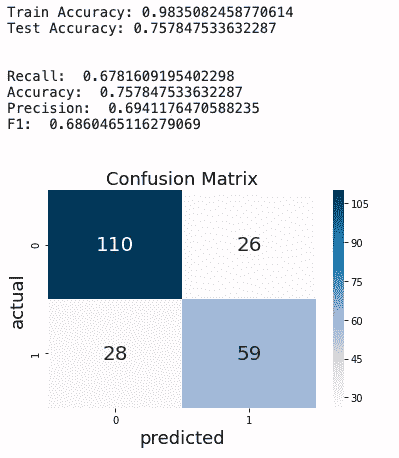 Train Accuracy: 0.9835082458770614
Test Accuracy: 0.757847533632287
Recall: 0.6781609195402298
Accuracy: 0.757847533632287
Precision: 0.6941176470588235
F1: 0.6860465116279069
Confusion Matrix
110 26
28 59
0
1
actual
0 1
predicted
105
90
75
60
45
30